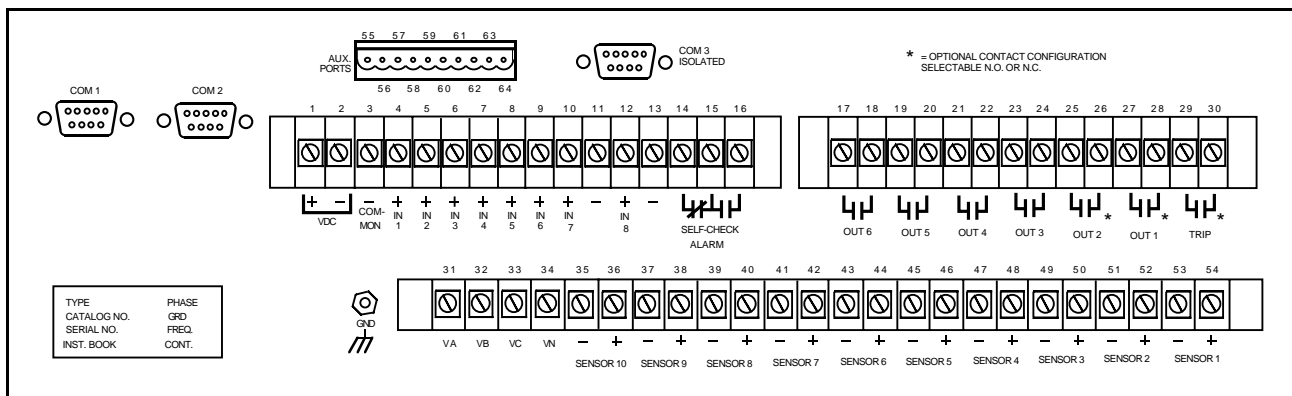 55 57 59 61 63
AUX.
PORTS
56 58 60 62 64
COM 3
ISOLATED
* = OPTIONAL CONTACT CONFIGURATION
SELECTABLE N.O. OR N.C.
COM 1
COM 2
1 2 3 4 5 6 7 8 9 10 11 12 13 14 15 16
17 18 19 20 21 22 23 24 25 26 27 28 29 30
+ − − + + + + + + + − + −
VDC
COM-
MON
IN
1
IN
2
IN
3
IN
4
IN
5
IN
6
IN
7
IN
8
SELF-CHECK
ALARM
* * *
OUT 6 OUT 5 OUT 4 OUT 3 OUT 2 OUT 1 TRIP
31 32 33 34 35 36 37 38 39 40 41 42 43 44 45 46 47 48 49 50 51 52 53 54
TYPE PHASE
CATALOG NO. GRD
SERIAL NO. FREQ.
INST. BOOK CONT.
GND
VA VB VC VN − + − + − + − + − + − + − + − + − + − +
SENSOR 10 SENSOR 9 SENSOR 8 SENSOR 7 SENSOR 6 SENSOR 5 SENSOR 4 SENSOR 3 SENSOR 2 SENSOR 1